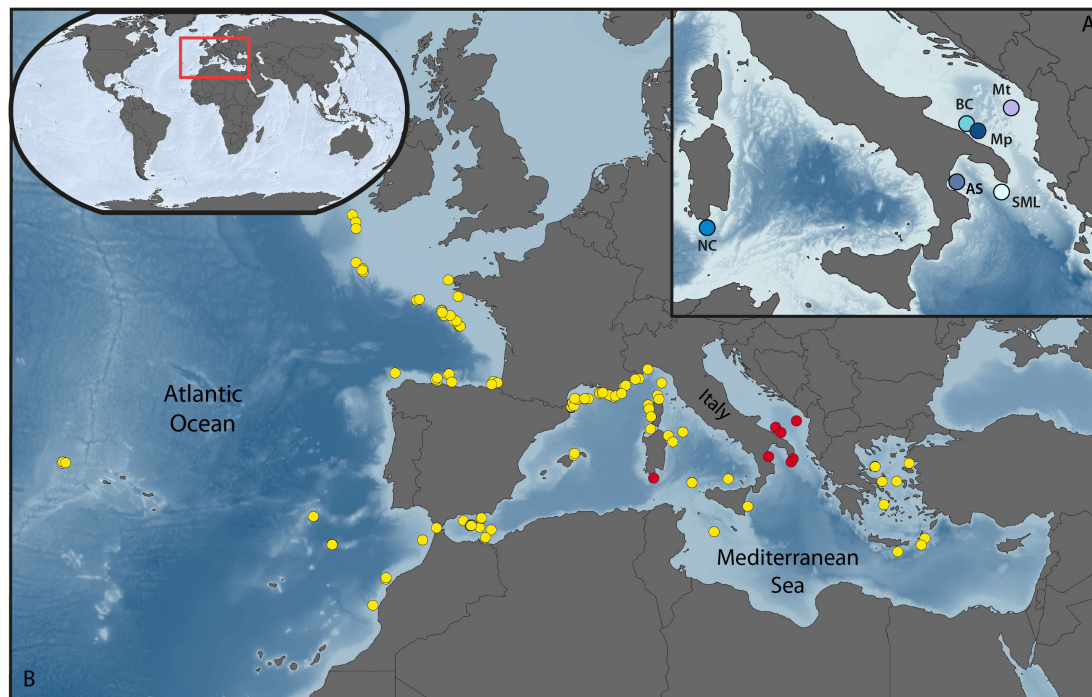 A
Mt
BC
Mp
AS
SML
NC
Atlantic
Ocean
Italy
Mediterranean
Sea
B